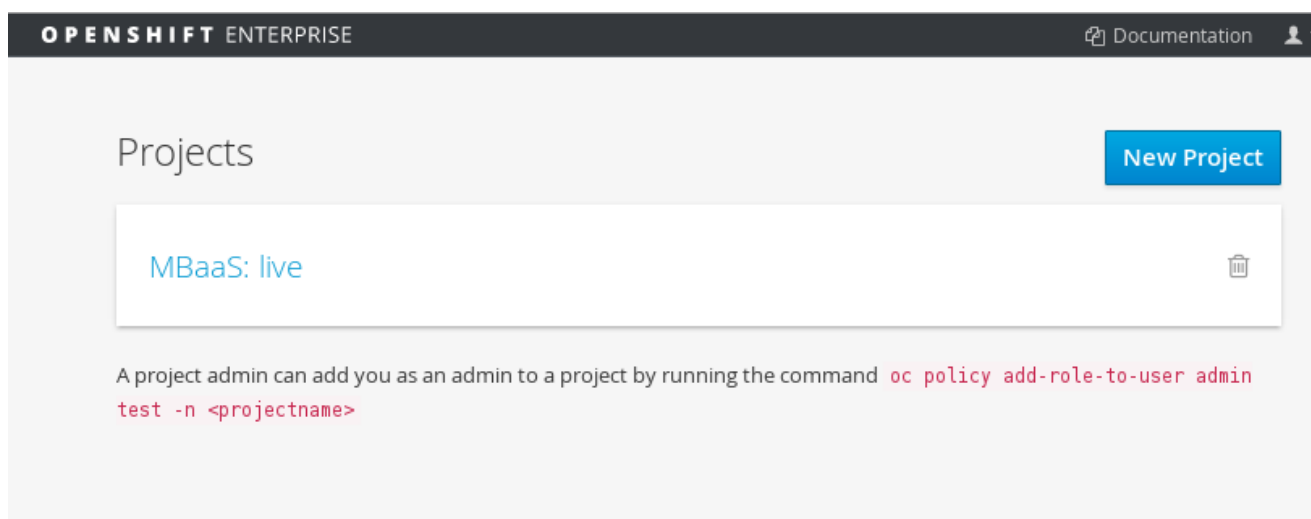 OPENSHIFT ENTERPRISE
Documentation
Projects
New Project
MBaaS: live
A project admin can add you as an admin to a project by running the command oc policy add-role-to-user admin
test -n <projectname>